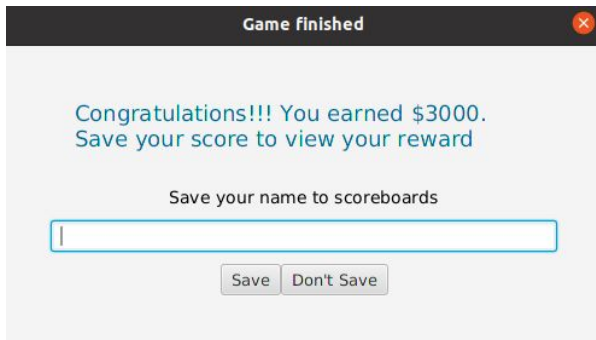 Game finished
Congratulations!!! You earned $3000.
Save your score to view your reward
Save your name to scoreboards
Save Don't Save